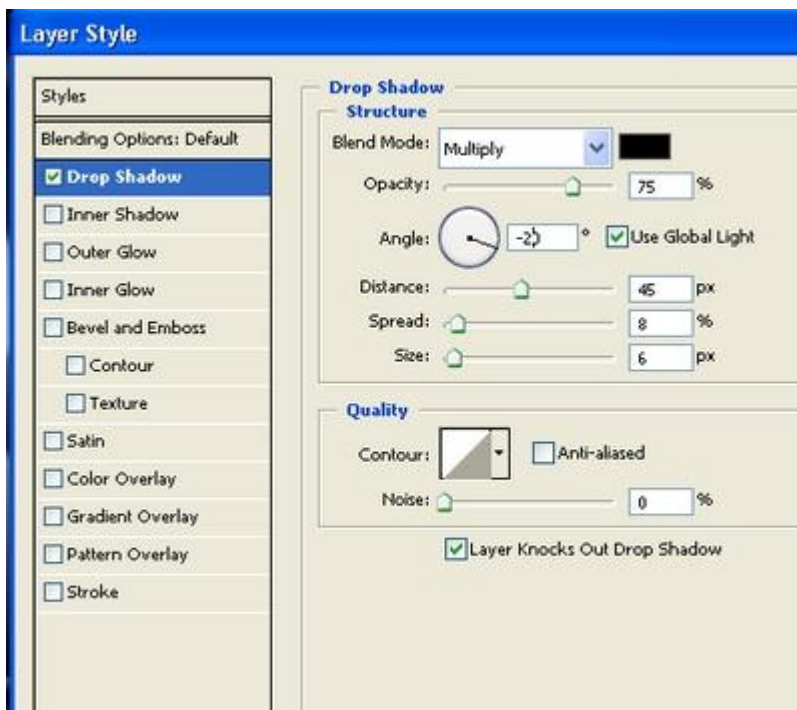 Layer Style
Styles
Blending Options: Default
Drop Shadow
Inner Shadow
Outer Glow
Inner Glow
Bevel and Emboss
Contour
Texture
Satin
Color Overlay
Gradient Overlay
Pattern Overlay
Stroke
Drop Shadow
Structure
Blend Mode: Multiply
Opacity: 75 %
Angle: ° Use Global Light
Distance: 45 px
Spread: 8 %
Size: 6 px
Quality
Contour: Anti-aliased
Noise: 0 %
Layer Knocks Out Drop Shadow